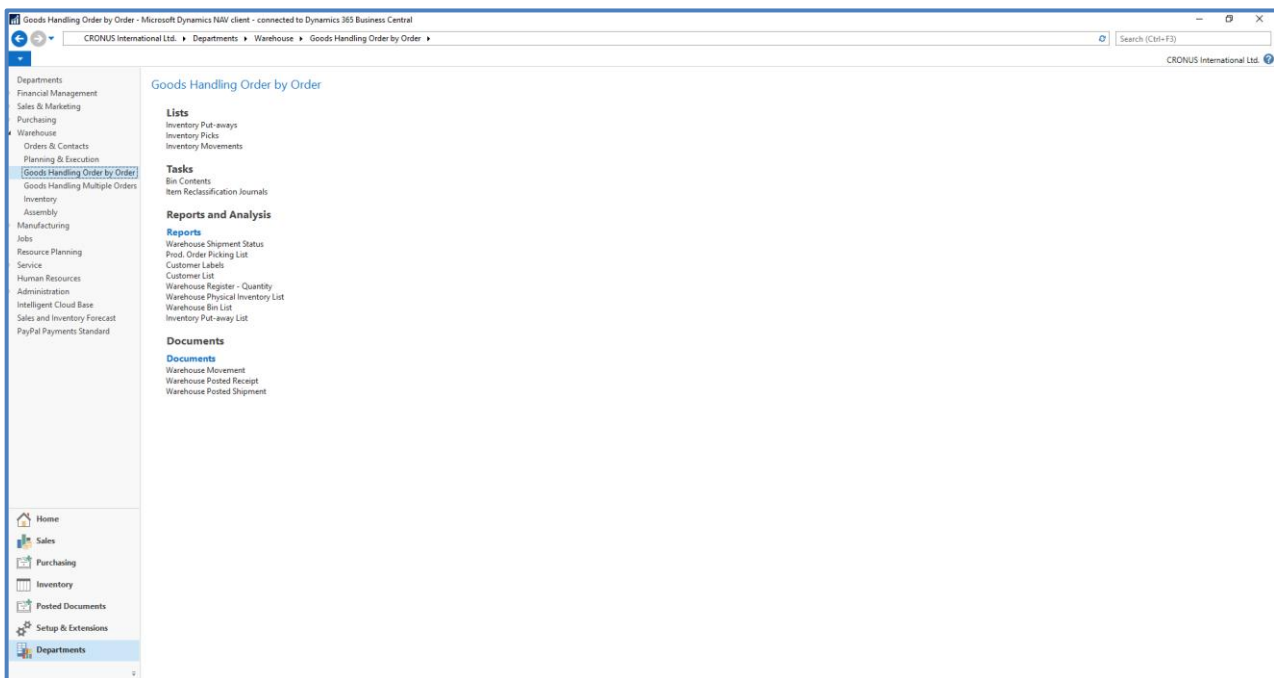 Goods Handling Order by Order - Microsoft Dynamics NAV client - connected to Dynamics 365 Business Central
CRONUS International Ltd. ▸ Departments ▸ Warehouse ▸ Goods Handling Order by Order ▸
Search (Ctrl+F3)
CRONUS International Ltd.
Departments
Financial Management
Sales & Marketing
Purchasing
Warehouse
Orders & Contacts
Planning & Execution
Goods Handling Order by Order
Goods Handling Multiple Orders
Inventory
Assembly
Manufacturing
Jobs
Resource Planning
Service
Human Resources
Administration
Intelligent Cloud Base
Sales and Inventory Forecast
PayPal Payments Standard
Home
Sales
Purchasing
Inventory
Posted Documents
Setup & Extensions
Departments
Goods Handling Order by Order
Lists
Inventory Put-aways
Inventory Picks
Inventory Movements
Tasks
Bin Contents
Item Reclassification Journals
Reports and Analysis
Reports
Warehouse Shipment Status
Prod. Order Picking List
Customer Labels
Customer List
Warehouse Register - Quantity
Warehouse Physical Inventory List
Warehouse Bin List
Inventory Put-away List
Documents
Documents
Warehouse Movement
Warehouse Posted Receipt
Warehouse Posted Shipment